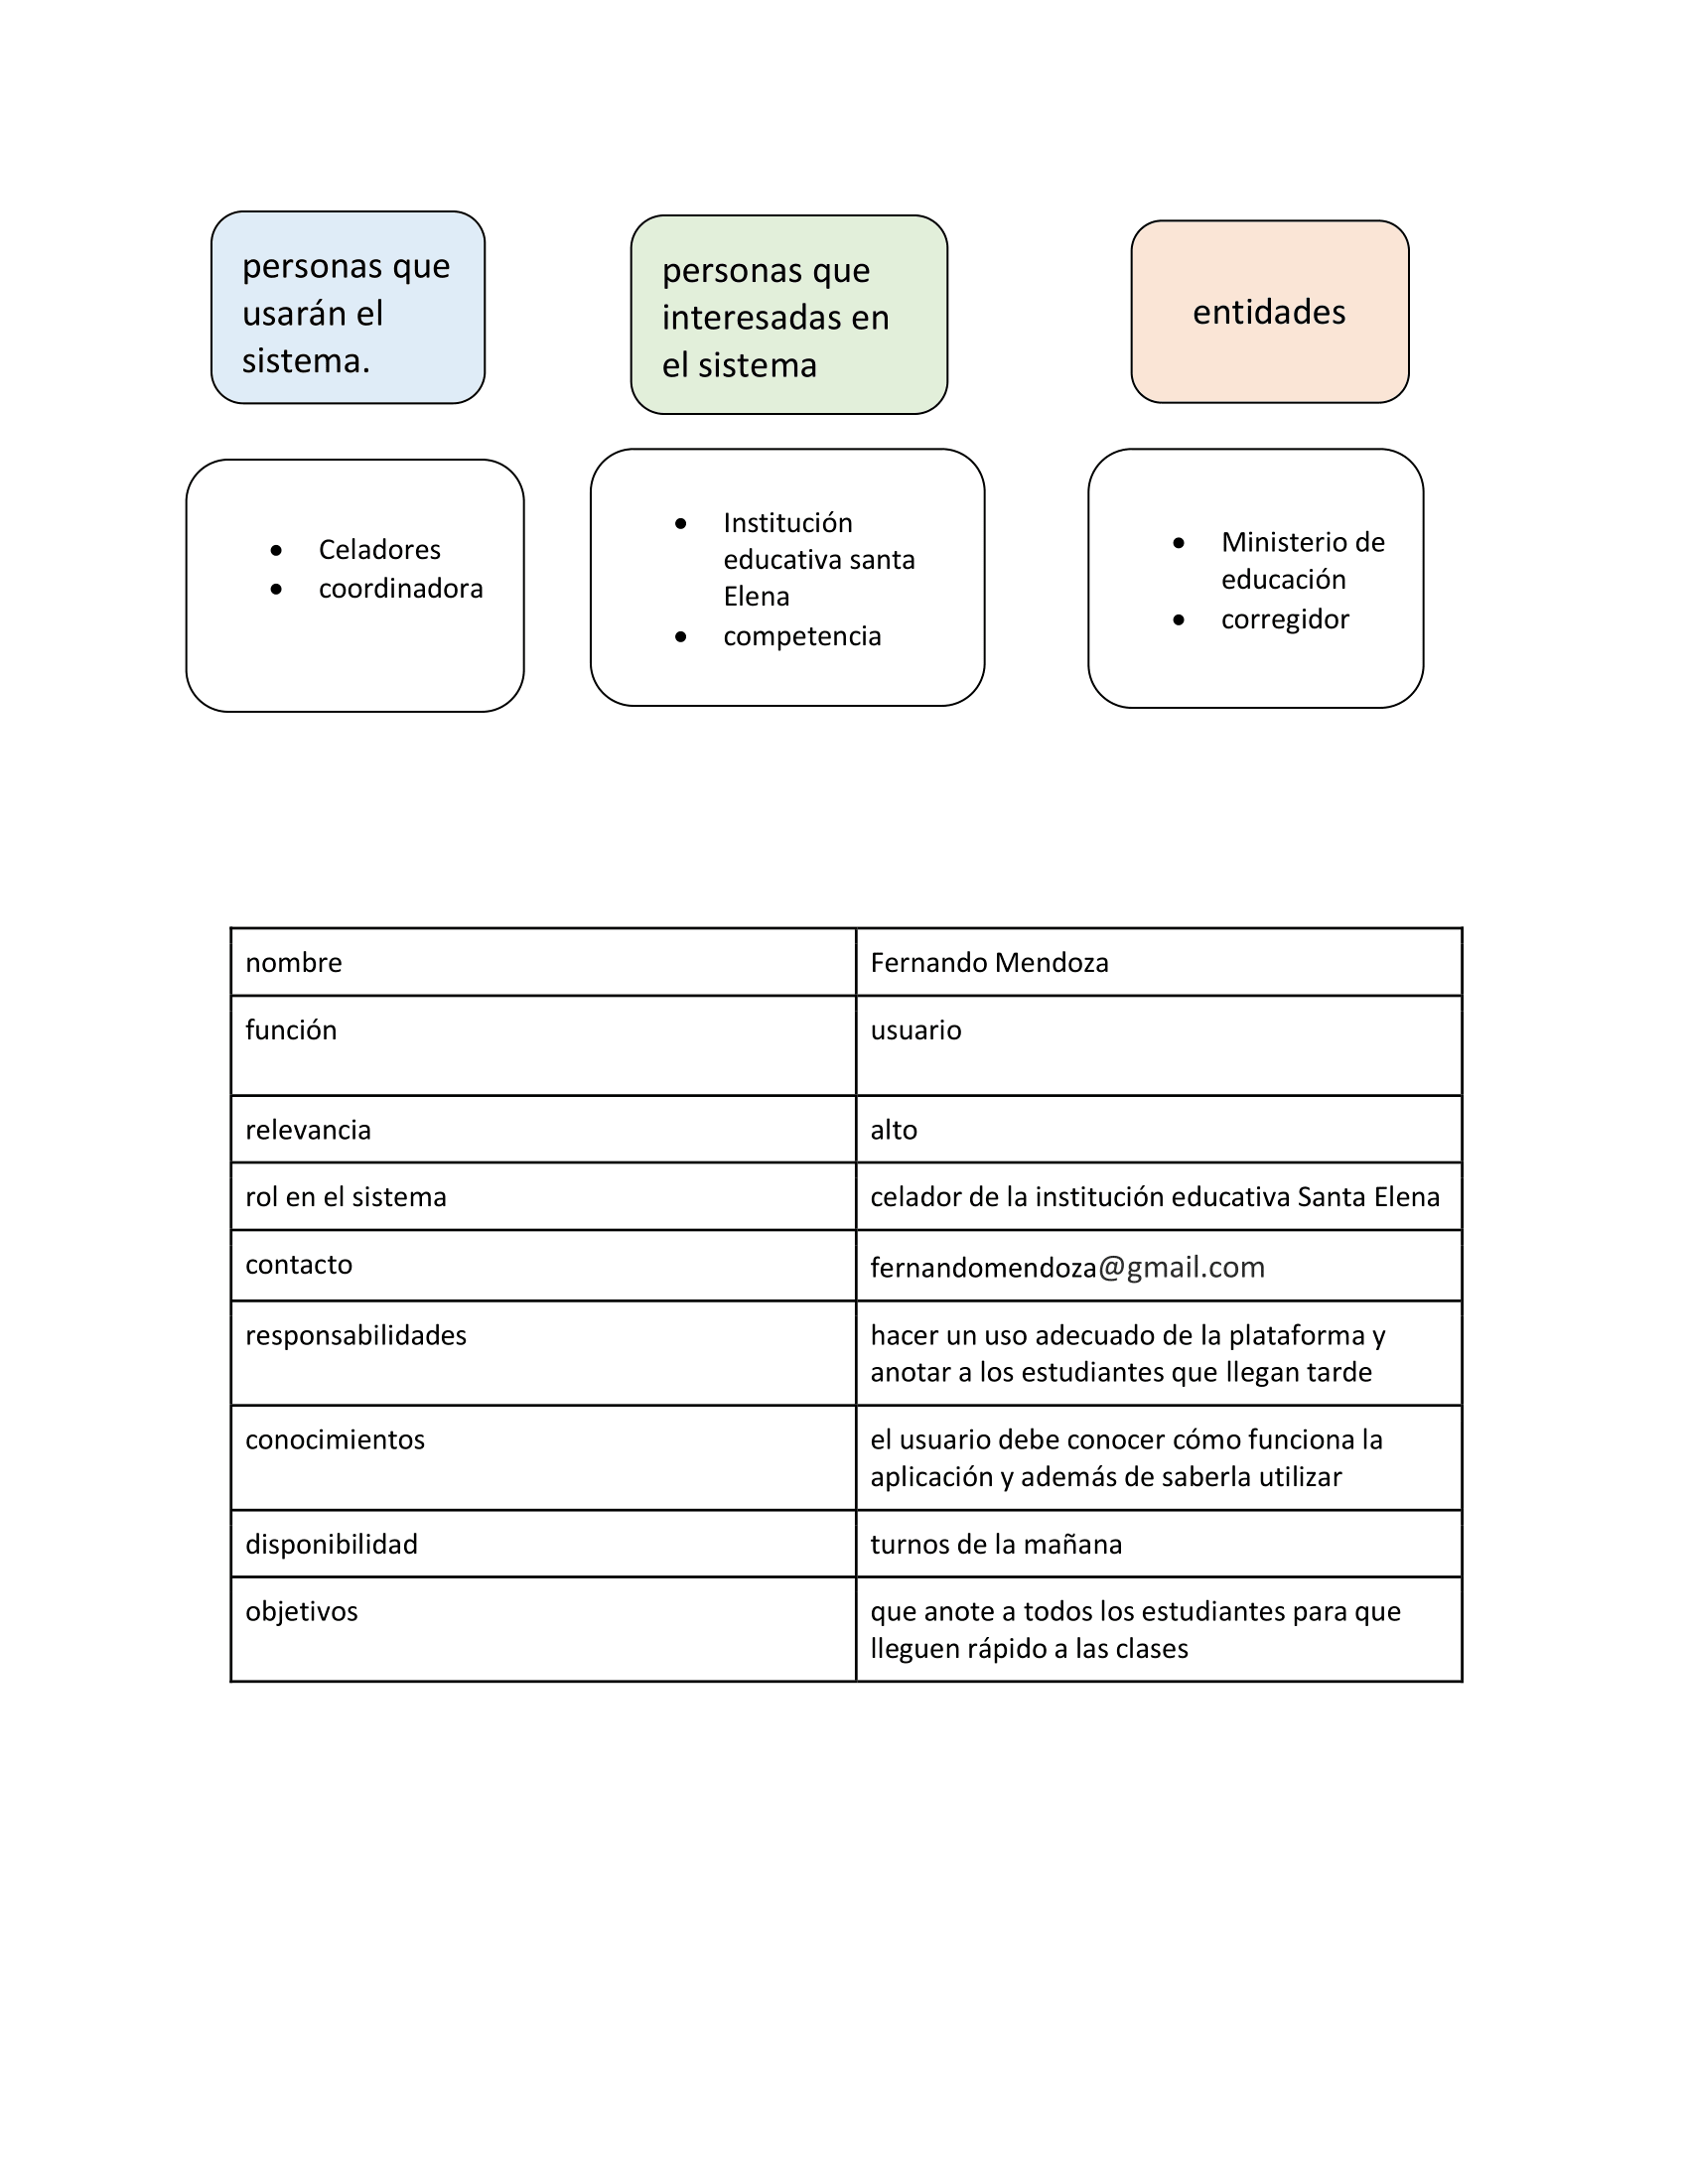 personas que
usarán el
sistema.
personas que
interesadas en
el sistema
entidades
• Celadores
• coordinadora
• Institución
educativa santa
Elena
• competencia
• Ministerio de
educación
• corregidor
nombre
Fernando Mendoza
función
usuario
relevancia
alto
rol en el sistema
celador de la institución educativa Santa Elena
contacto
fernandomendoza@gmail.com
responsabilidades
hacer un uso adecuado de la plataforma y
anotar a los estudiantes que llegan tarde
conocimientos
el usuario debe conocer cómo funciona la
aplicación y además de saberla utilizar
disponibilidad
turnos de la mañana
objetivos
que anote a todos los estudiantes para que
lleguen rápido a las clases